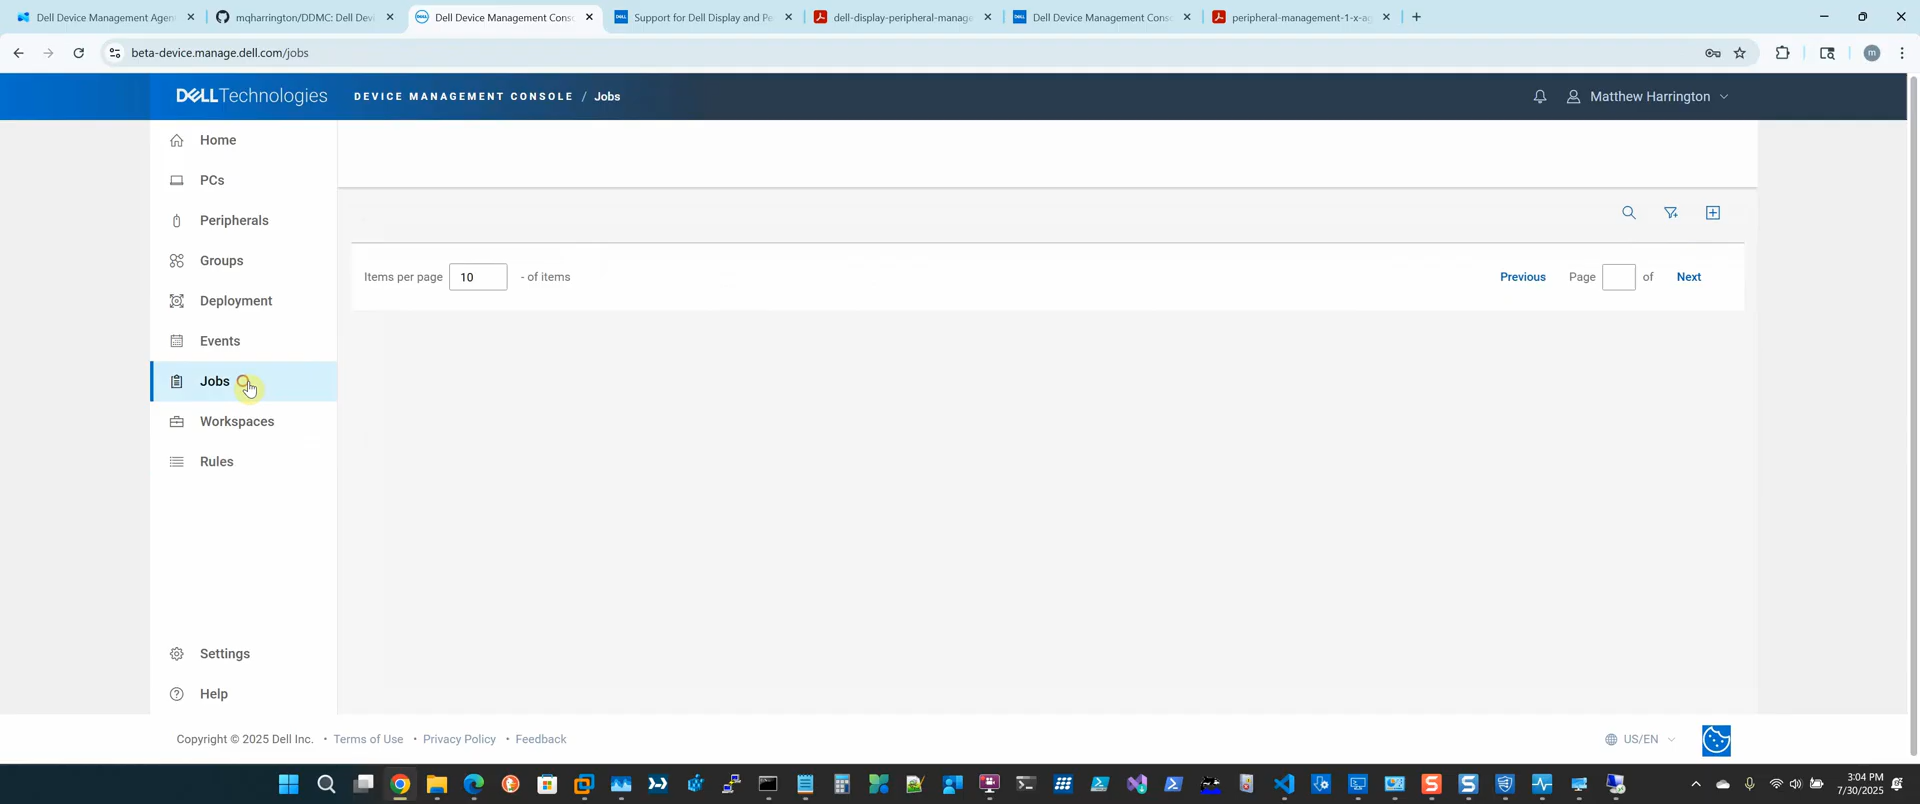 Dell Device Management Agen
mqharrington/DDMC: Dell Devi
Dell Device Management Conso
Support for Dell Display and Pe
dell-display-peripheral-manage
Dell Device Management Conso
peripheral-management-1-x-ag
beta-device.manage.dell.com/jobs
m
DELLTechnologies
DEVICE MANAGEMENT CONSOLE / Jobs
Matthew Harrington
Home
PCs
Peripherals
Groups
Deployment
Events
Jobs
Workspaces
Rules
Settings
Help
Items per page 10 - of items
Previous Page of Next
Copyright © 2025 Dell Inc. • Terms of Use • Privacy Policy • Feedback
US/EN
3:04 PM
7/30/2025